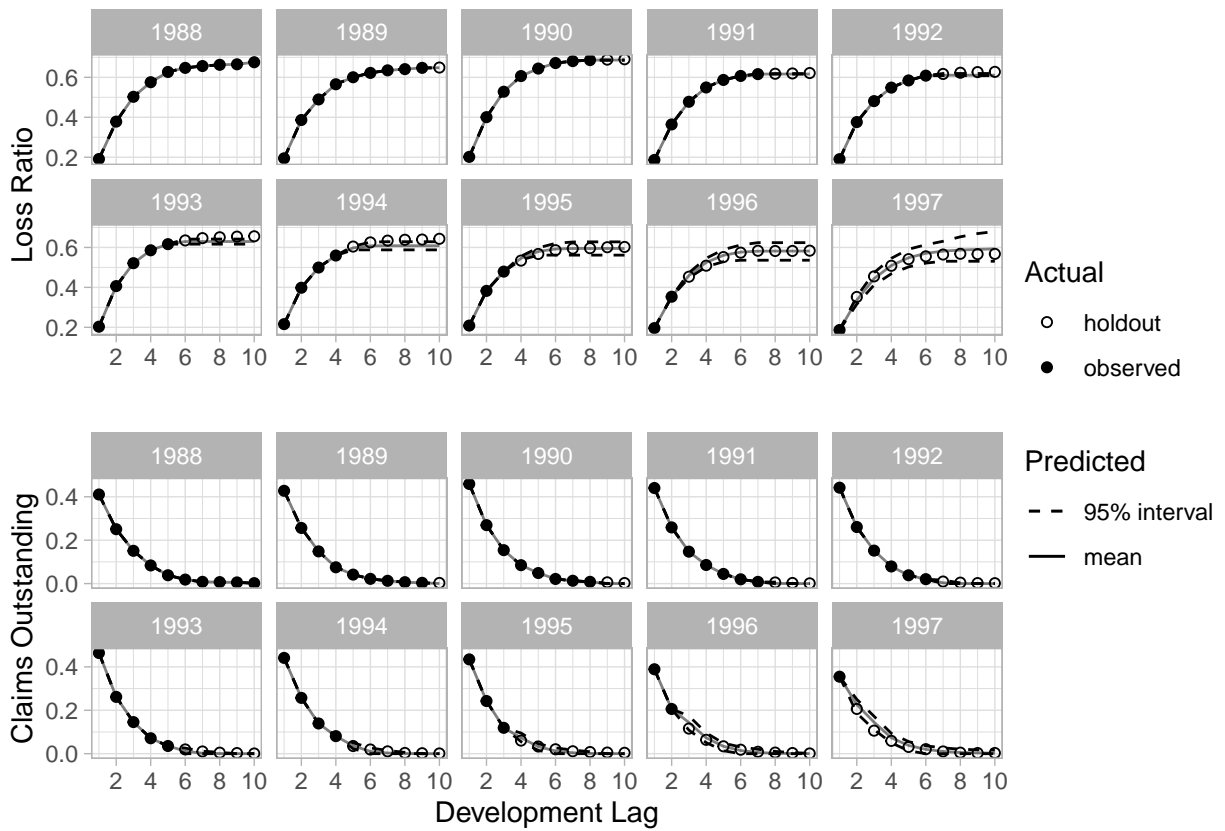 1988 1989 1990 1991 1992
0.6
0.4
0.2
1993 1994 1995 1996 1997
0.6
0.4
0.2
2 4 6 8 10 2 4 6 8 10 2 4 6 8 10 2 4 6 8 10 2 4 6 8 10
Loss Ratio
1988 1989 1990 1991 1992
0.4
0.2
0.0
1993 1994 1995 1996 1997
0.4
0.2
0.0
2 4 6 8 10 2 4 6 8 10 2 4 6 8 10 2 4 6 8 10 2 4 6 8 10
Claims Outstanding
Development Lag
Actual
holdout
observed
Predicted
95% interval
mean